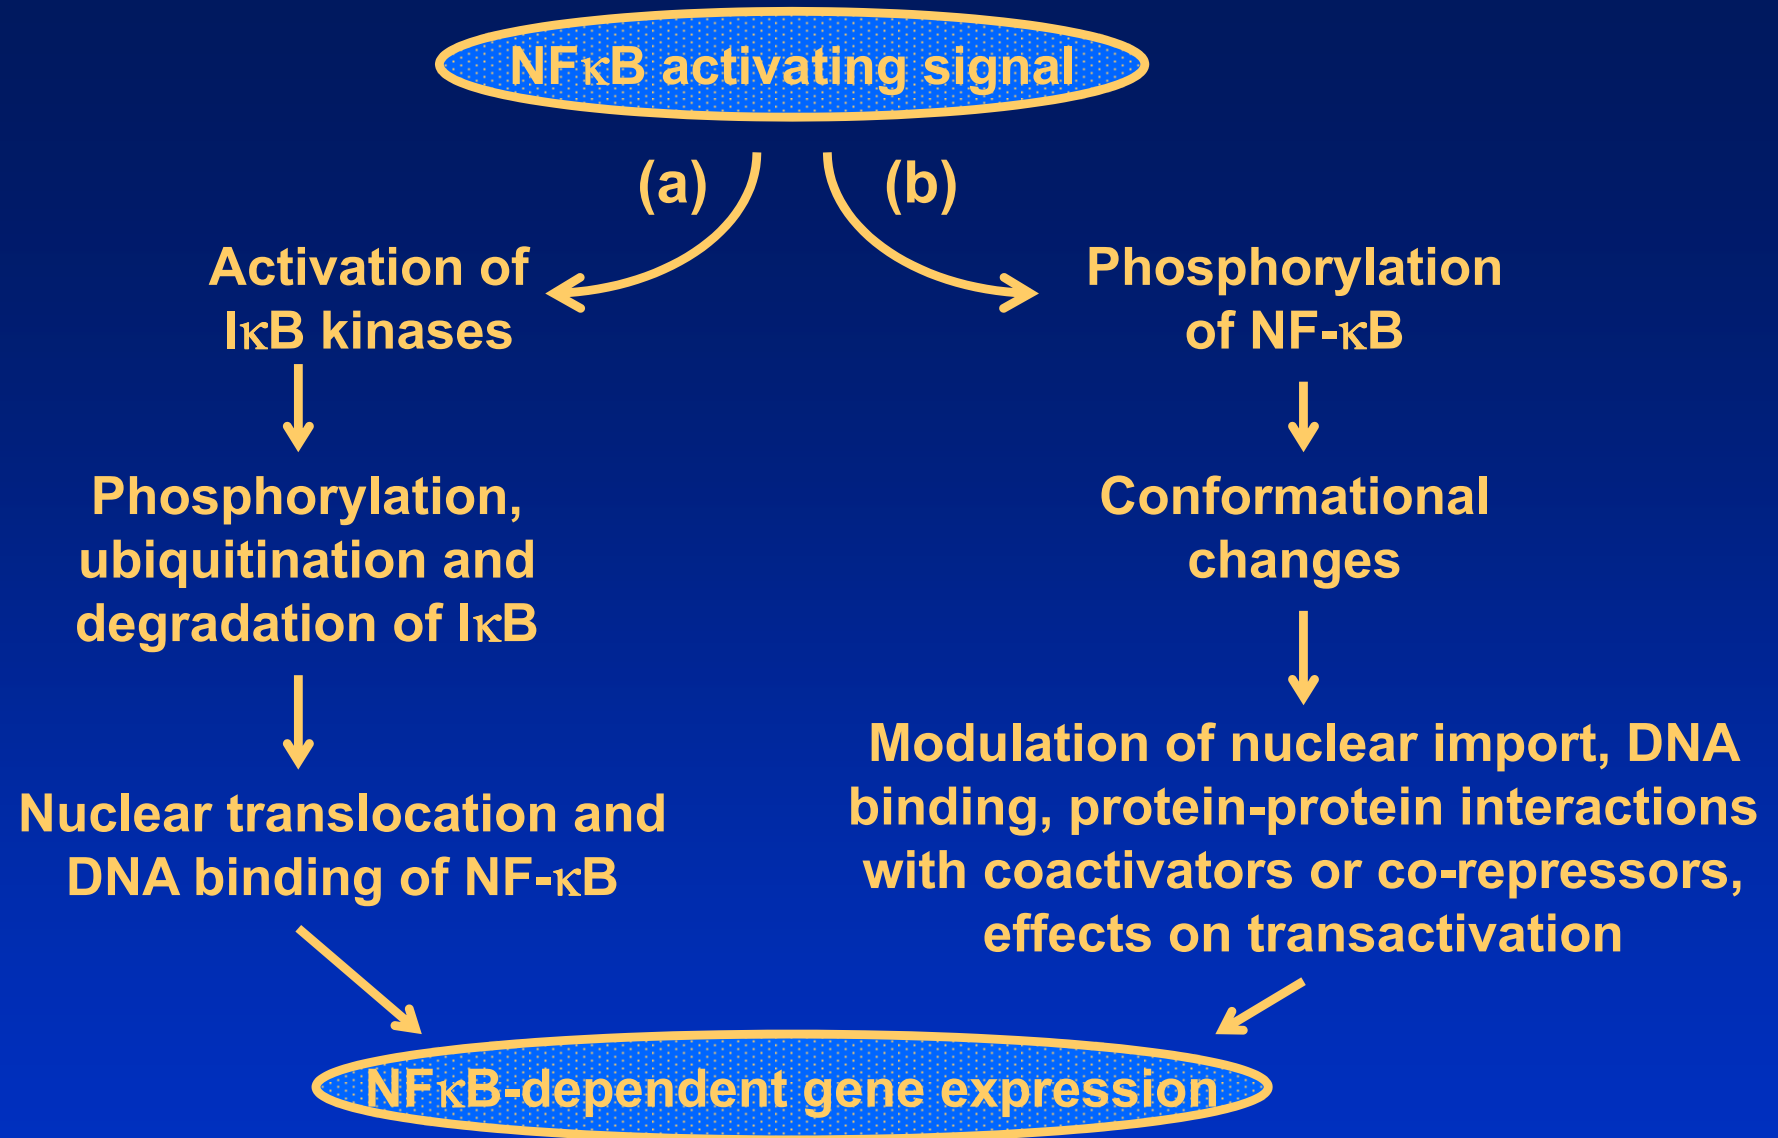 NFκB activating signal
(a)
(b)
Activation of
IκB kinases
Phosphorylation,
ubiquitination and
degradation of IκB
Nuclear translocation and
DNA binding of NF-κB
Phosphorylation
of NF-κB
Conformational
changes
Modulation of nuclear import, DNA
binding, protein-protein interactions
with coactivators or co-repressors,
effects on transactivation
NFκB-dependent gene expression